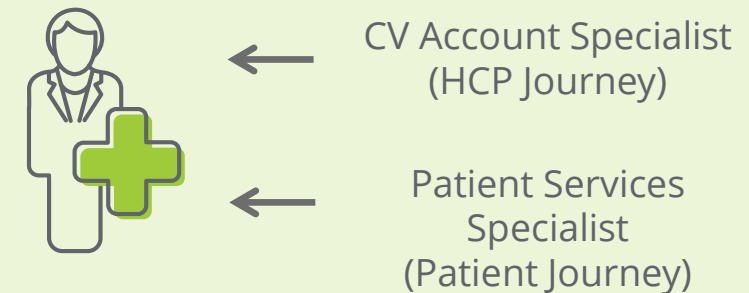 CV Account Specialist
(HCP Journey)
Patient Services
Specialist
(Patient Journey)